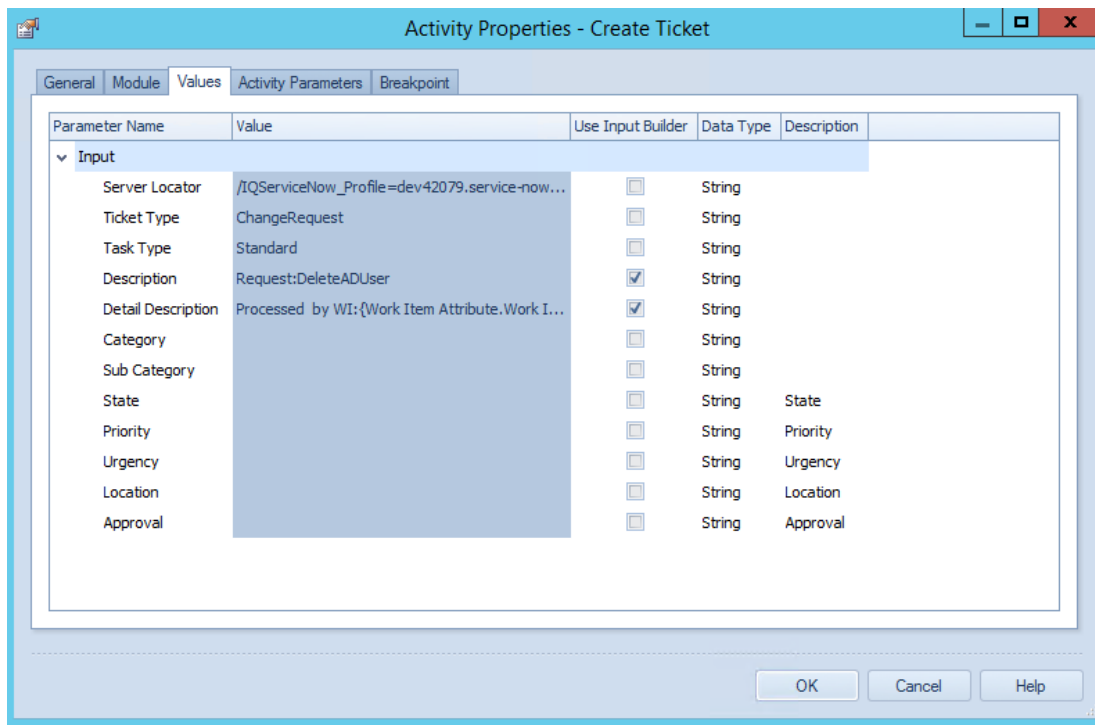 Activity Properties - Create Ticket
General Module Values Activity Parameters Breakpoint
Parameter Name Value Use Input Builder Data Type Description
Input
Server Locator /IQServiceNow_Profile=dev42079.service-now... String
Ticket Type ChangeRequest String
Task Type Standard String
Description Request:DeleteADUser String
Detail Description Processed by WI:{Work Item Attribute.Work I... String
Category String
Sub Category String
State String State
Priority String Priority
Urgency String Urgency
Location String Location
Approval String Approval
OK Cancel Help